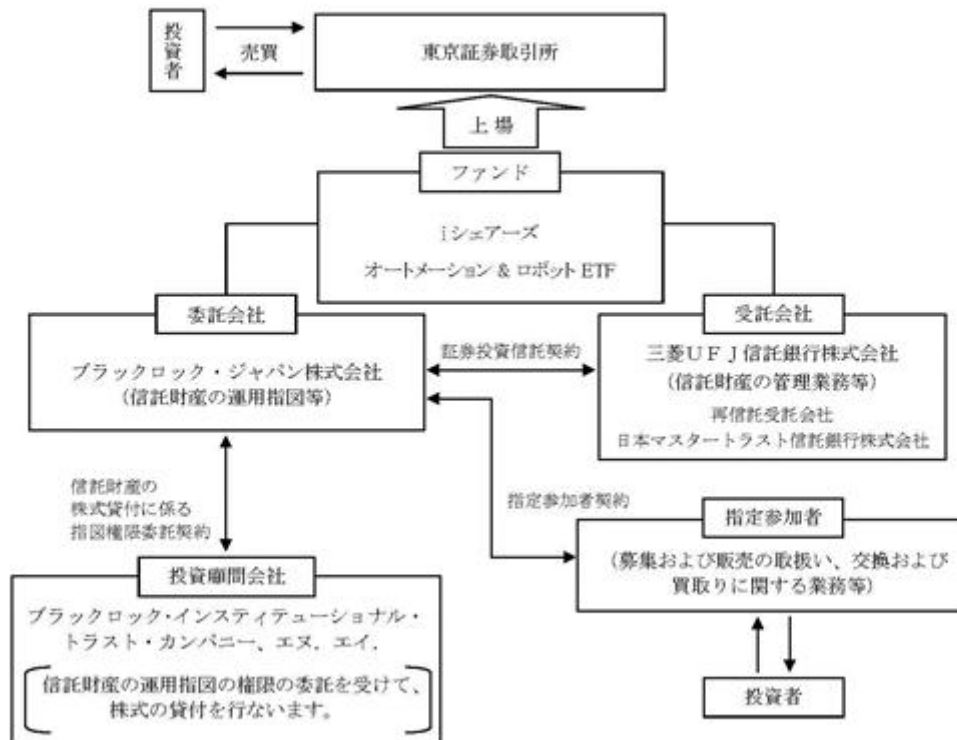 投資者
売買
東京証券取引所
上場
ファンド
iシェアーズ
オートメーション & ロボット ETF
委託会社
ブラックロック・ジャパン株式会社
(信託財産の運用指図等)
証券投資信託契約
受託会社
三菱UFJ信託銀行株式会社
(信託財産の管理業務等)
再信託受託会社
日本マスタートラスト信託銀行株式会社
信託財産の
株式貸付に係る
指図権限委託契約
指定参加者契約
指定参加者
(募集および販売の取扱い、交換および
買取りに関する業務等)
投資顧問会社
ブラックロック・インスティテューショナル・
トラスト・カンパニー、エヌ.エイ.
信託財産の運用指図の権限の委託を受けて、
株式の貸付を行ないます。
投資者